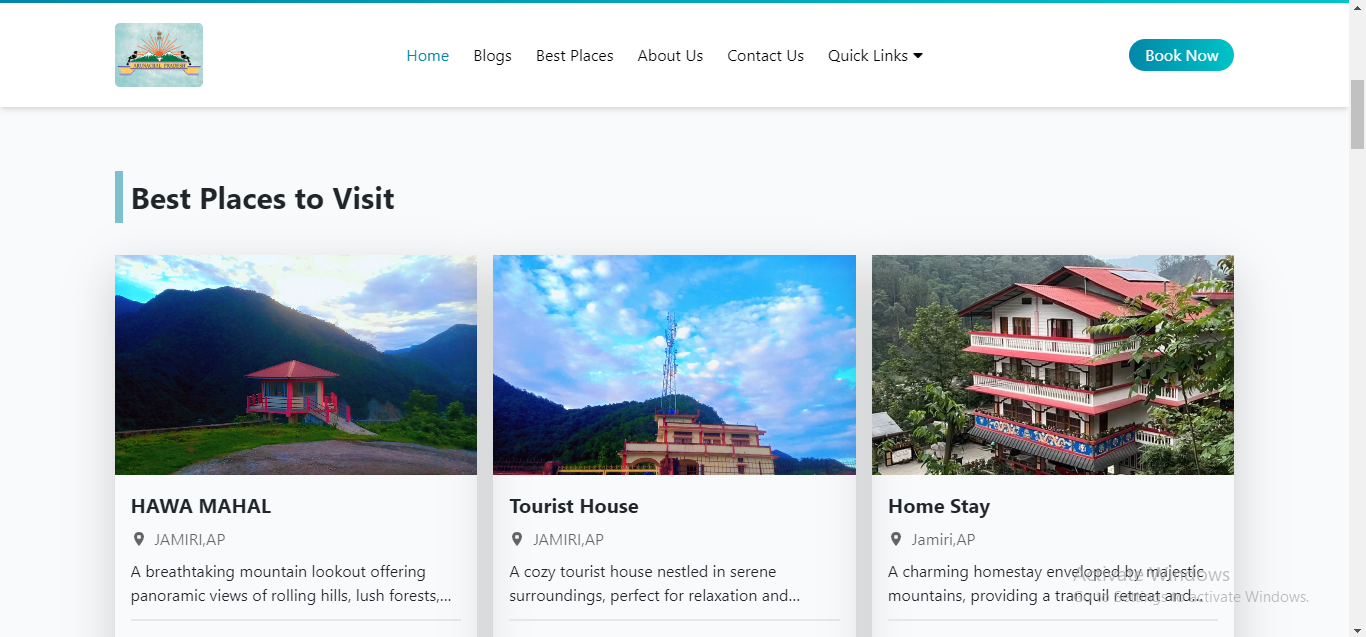 ARUNACHAL PRADESH
Home
Blogs
Best Places
About Us
Contact Us
Quick Links
Book Now
Best Places to Visit
HAWA MAHAL
JAMIRI,AP
A breathtaking mountain lookout offering
panoramic views of rolling hills, lush forests,...
Tourist House
JAMIRI,AP
A cozy tourist house nestled in serene
surroundings, perfect for relaxation and...
Home Stay
Jamiri,AP
A charming homestay enveloped by majestic
mountains, providing a tranquil retreat and...
Activate Windows
Go to Settings to activate Windows.